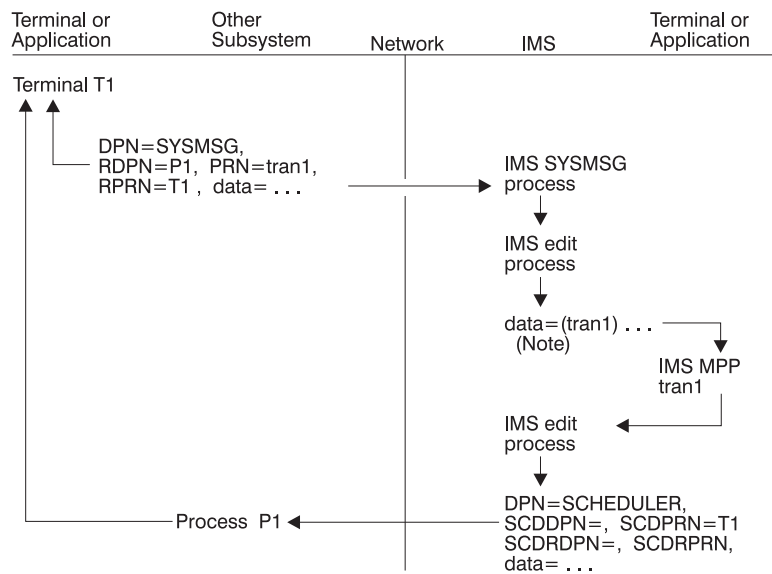 Terminal or
Application
Other
Subsystem
Network
IMS
Terminal or
Application
Terminal T1
DPN=SYSMSG,
RDPN=P1, PRN=tran1,
RPRN=T1 , data= . . .
IMS SYSMSG
process
IMS edit
process
data=(tran1) . . .
(Note)
IMS MPP
tran1
IMS edit
process
DPN=SCHEDULER,
SCDDPN=, SCDPRN=T1
SCDRDPN=, SCDRPRN,
data= . . .
Process P1